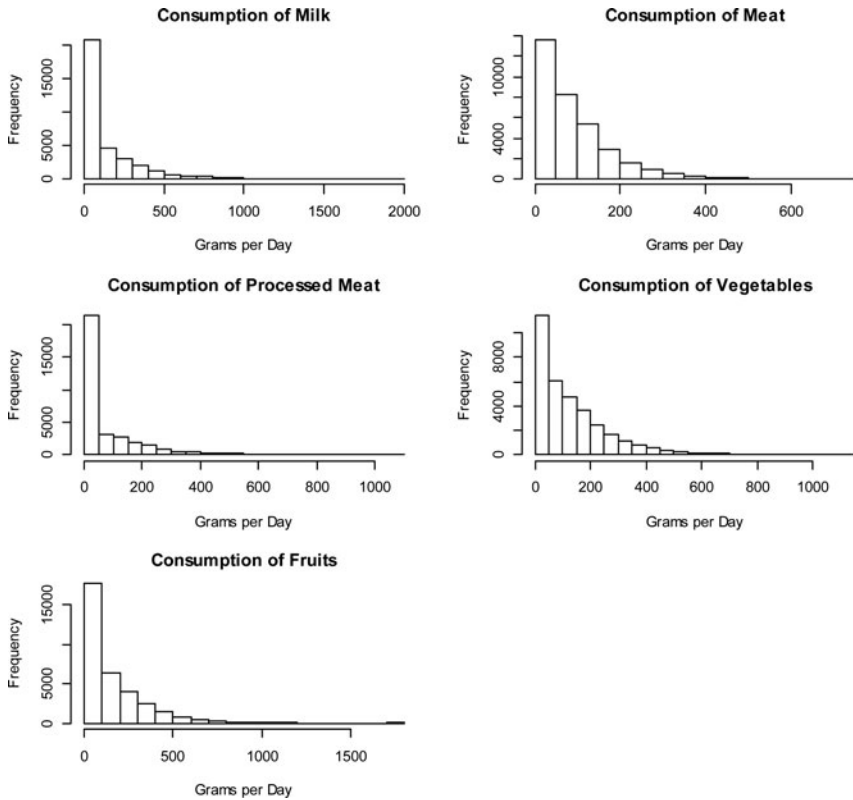 Consumption of Milk
Frequency
0 5000 15000
0 500 1000 1500 2000
Grams per Day
Consumption of Meat
Frequency
0 4000 10000
0 200 400 600
Grams per Day
Consumption of Processed Meat
Frequency
0 5000 15000
0 200 400 600 800 1000
Grams per Day
Consumption of Vegetables
Frequency
0 4000 8000
0 200 400 600 800 1000
Grams per Day
Consumption of Fruits
Frequency
0 5000 15000
0 500 1000 1500
Grams per Day